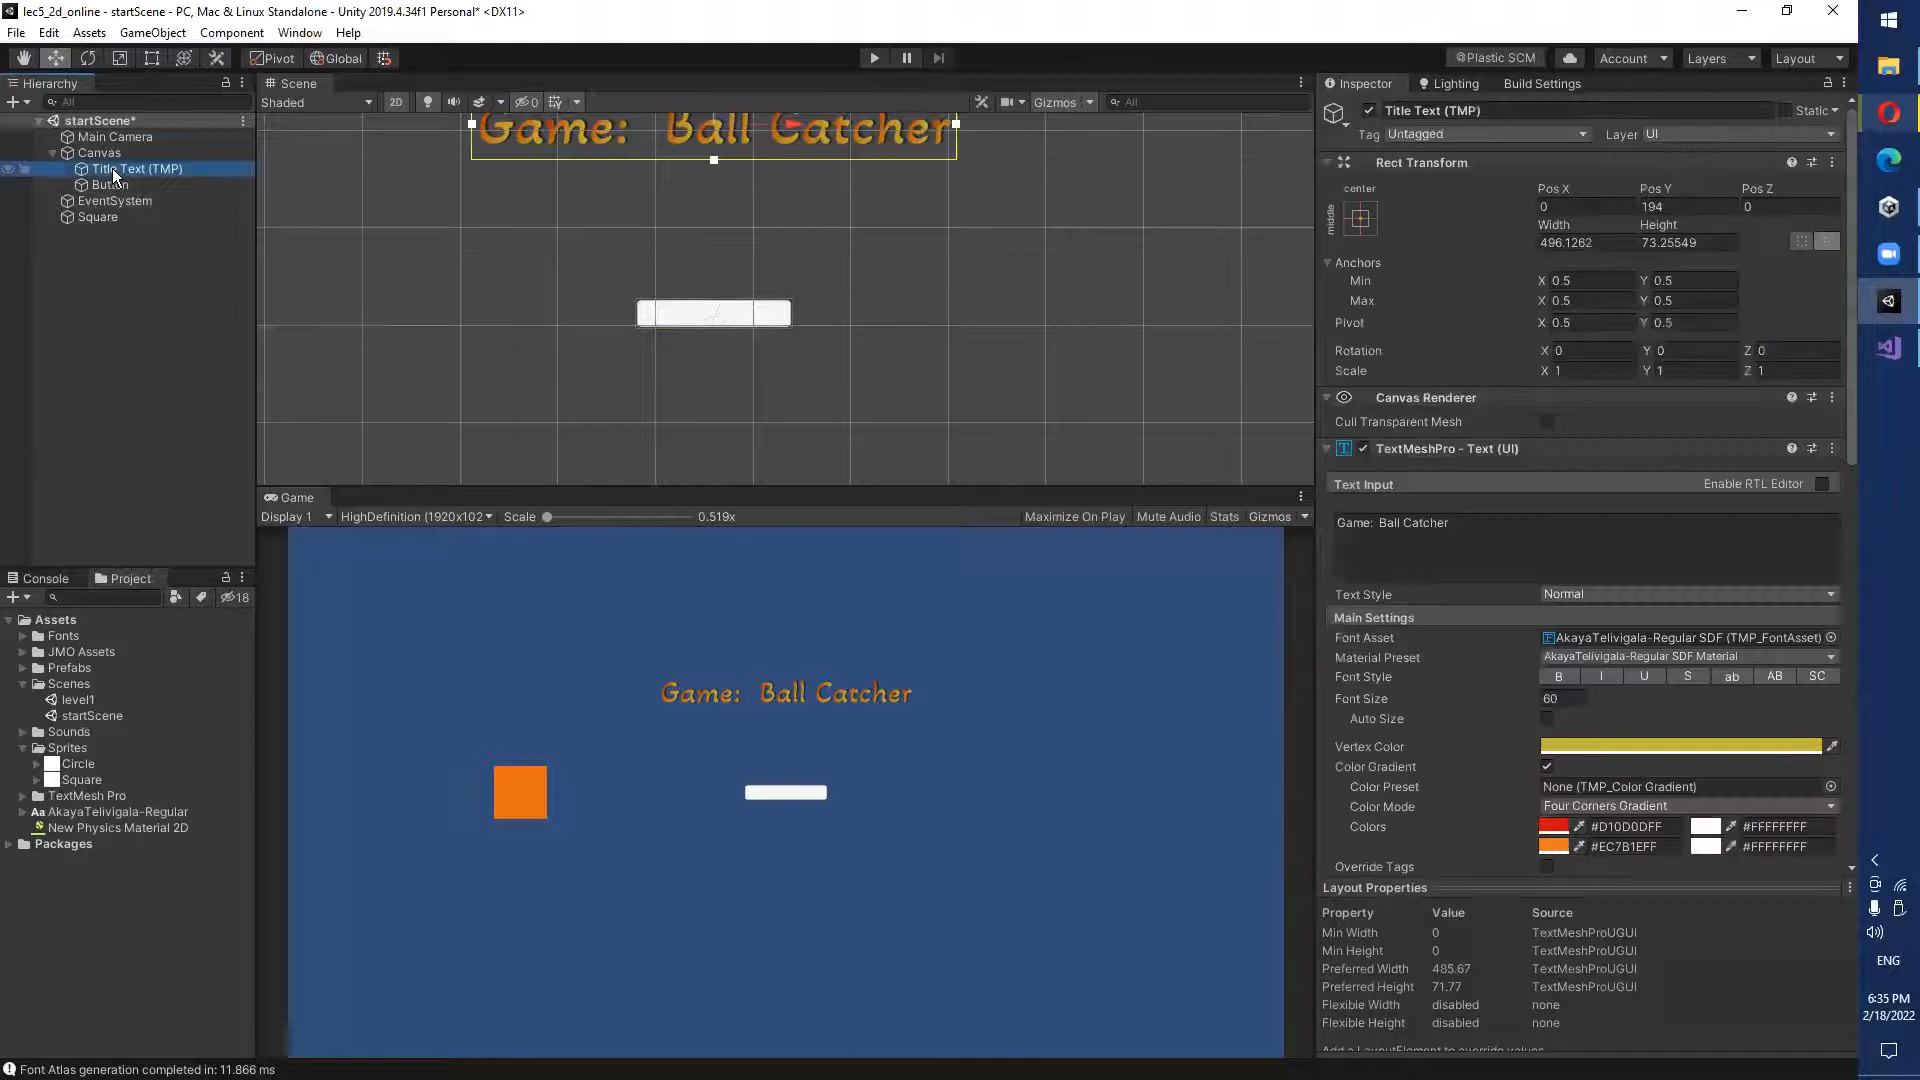 lec5_2d_online - startScene - PC, Mac & Linux Standalone - Unity 2019.4.34f1 Personal* <DX11>
File Edit Assets GameObject Component Window Help
Pivot Global Plastic SCM Account Layers Layout
Hierarchy
All
startScene*
Main Camera
Canvas
Title Text (TMP)
Button
EventSystem
Square
Scene
Shaded 2D 0 Gizmos All
Game: Ball Catcher
Game
Display 1 HighDefinition (1920x102 Scale 0.519x Maximize On Play Mute Audio Stats Gizmos
Game: Ball Catcher
Console Project
18
Assets
Fonts
JMO Assets
Prefabs
Scenes
level1
startScene
Sounds
Sprites
Circle
Square
TextMesh Pro
Aa AkayaTelivigala-Regular
New Physics Material 2D
Packages
Font Atlas generation completed in: 11.866 ms
Inspector Lighting Build Settings
Title Text (TMP) Static
Tag Untagged Layer UI
Rect Transform
center Pos X Pos Y Pos Z
middle 0 194 0
Width Height
496.1262 73.25549
Anchors
Min X 0.5 Y 0.5
Max X 0.5 Y 0.5
Pivot X 0.5 Y 0.5
Rotation X 0 Y 0 Z 0
Scale X 1 Y 1 Z 1
Canvas Renderer
Cull Transparent Mesh
TextMeshPro - Text (UI)
Text Input Enable RTL Editor
Game: Ball Catcher
Text Style Normal
Main Settings
Font Asset AkayaTelivigala-Regular SDF (TMP_FontAsset)
Material Preset AkayaTelivigala-Regular SDF Material
Font Style B I U S ab AB SC
Font Size 60
Auto Size
Vertex Color
Color Gradient
Color Preset None (TMP_Color Gradient)
Color Mode Four Corners Gradient
Colors #D10D0DFF #FFFFFFFF
#EC7B1EFF #FFFFFFFF
Override Tags
Layout Properties
Property Value Source
Min Width 0 TextMeshProUGUI
Min Height 0 TextMeshProUGUI
Preferred Width 485.67 TextMeshProUGUI
Preferred Height 71.77 TextMeshProUGUI
Flexible Width disabled none
Flexible Height disabled none
Add a LayoutElement to override values
ENG
6:35 PM
2/18/2022